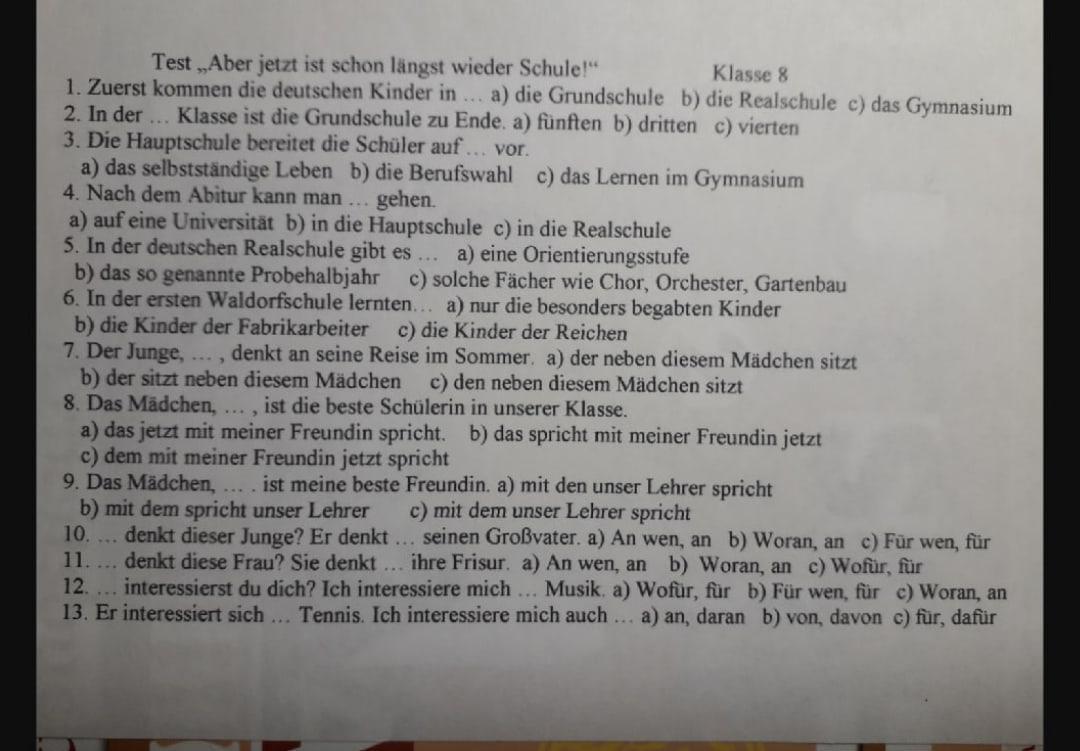 Test „Aber jetzt ist schon längst wieder Schule!“ Klasse 8
1. Zuerst kommen die deutschen Kinder in ... a) die Grundschule b) die Realschule c) das Gymnasium
2. In der ... Klasse ist die Grundschule zu Ende. a) fünften b) dritten c) vierten
3. Die Hauptschule bereitet die Schüler auf ... vor.
a) das selbstständige Leben b) die Berufswahl c) das Lernen im Gymnasium
4. Nach dem Abitur kann man ... gehen.
a) auf eine Universität b) in die Hauptschule c) in die Realschule
5. In der deutschen Realschule gibt es ... a) eine Orientierungsstufe
b) das so genannte Probehalbjahr c) solche Fächer wie Chor, Orchester, Gartenbau
6. In der ersten Waldorfschule lernten... a) nur die besonders begabten Kinder
b) die Kinder der Fabrikarbeiter c) die Kinder der Reichen
7. Der Junge, ... , denkt an seine Reise im Sommer. a) der neben diesem Mädchen sitzt
b) der sitzt neben diesem Mädchen c) den neben diesem Mädchen sitzt
8. Das Mädchen, ... , ist die beste Schülerin in unserer Klasse.
a) das jetzt mit meiner Freundin spricht. b) das spricht mit meiner Freundin jetzt
c) dem mit meiner Freundin jetzt spricht
9. Das Mädchen, ... . ist meine beste Freundin. a) mit den unser Lehrer spricht
b) mit dem spricht unser Lehrer c) mit dem unser Lehrer spricht
10. ... denkt dieser Junge? Er denkt ... seinen Großvater. a) An wen, an b) Woran, an c) Für wen, für
11. ... denkt diese Frau? Sie denkt ... ihre Frisur. a) An wen, an b) Woran, an c) Wofür, für
12. ... interessierst du dich? Ich interessiere mich ... Musik. a) Wofür, für b) Für wen, für c) Woran, an
13. Er interessiert sich ... Tennis. Ich interessiere mich auch ... a) an, daran b) von, davon c) für, dafür